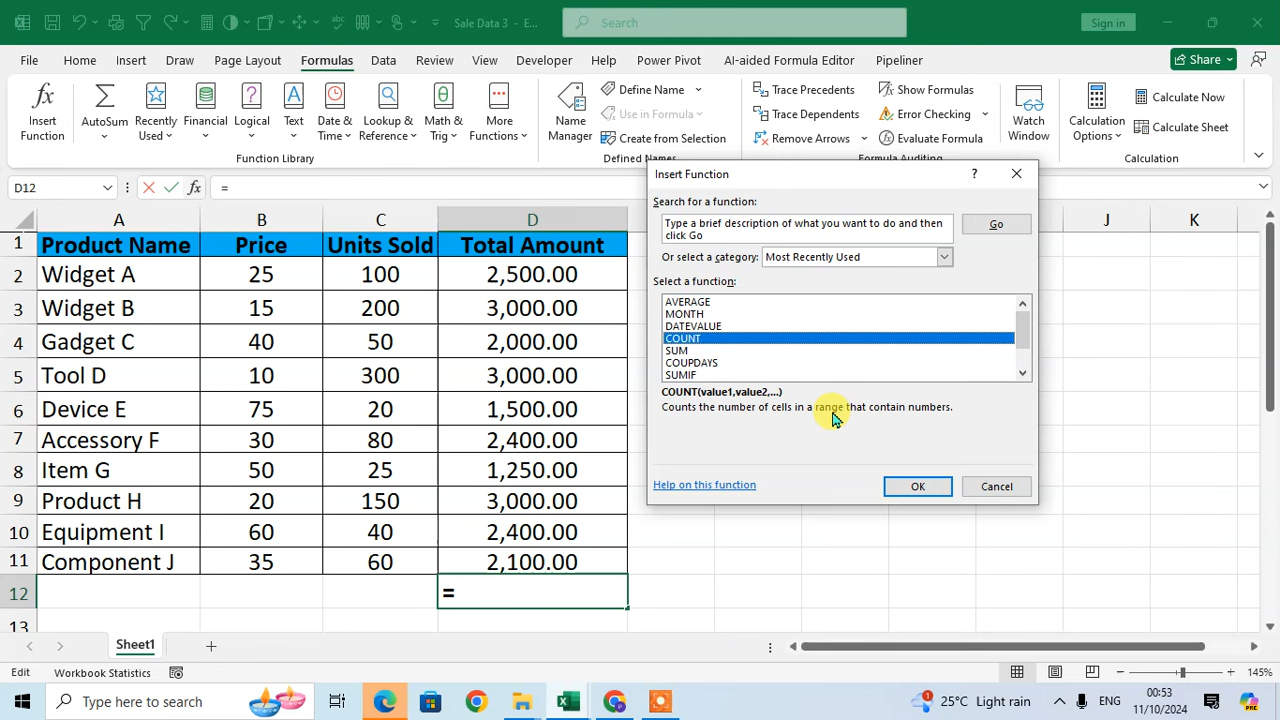 Sale Data 3 - E...
Search
Sign in
File Home Insert Draw Page Layout Formulas Data Review View Developer Help Power Pivot AI-aided Formula Editor Pipeliner
Share
Insert Function
AutoSum
Recently Used
Financial
Logical
Text
Date & Time
Lookup & Reference
Math & Trig
More Functions
Function Library
Name Manager
Define Name
Use in Formula
Create from Selection
Defined Names
Trace Precedents
Trace Dependents
Remove Arrows
Show Formulas
Error Checking
Evaluate Formula
Formula Auditing
Watch Window
Calculation Options
Calculate Now
Calculate Sheet
Calculation
D12
fx
=
A B C D J K
1 Product Name Price Units Sold Total Amount
2 Widget A 25 100 2,500.00
3 Widget B 15 200 3,000.00
4 Gadget C 40 50 2,000.00
5 Tool D 10 300 3,000.00
6 Device E 75 20 1,500.00
7 Accessory F 30 80 2,400.00
8 Item G 50 25 1,250.00
9 Product H 20 150 3,000.00
10 Equipment I 60 40 2,400.00
11 Component J 35 60 2,100.00
12 =
13
Insert Function
?
Search for a function:
Type a brief description of what you want to do and then
click Go
Go
Or select a category: Most Recently Used
Select a function:
AVERAGE
MONTH
DATEVALUE
COUNT
SUM
COUPDAYS
SUMIF
COUNT(value1,value2,...)
Counts the number of cells in a range that contain numbers.
Help on this function
OK
Cancel
Sheet1
Edit Workbook Statistics
145%
Type here to search
25°C Light rain
ENG
00:53
11/10/2024
PRE